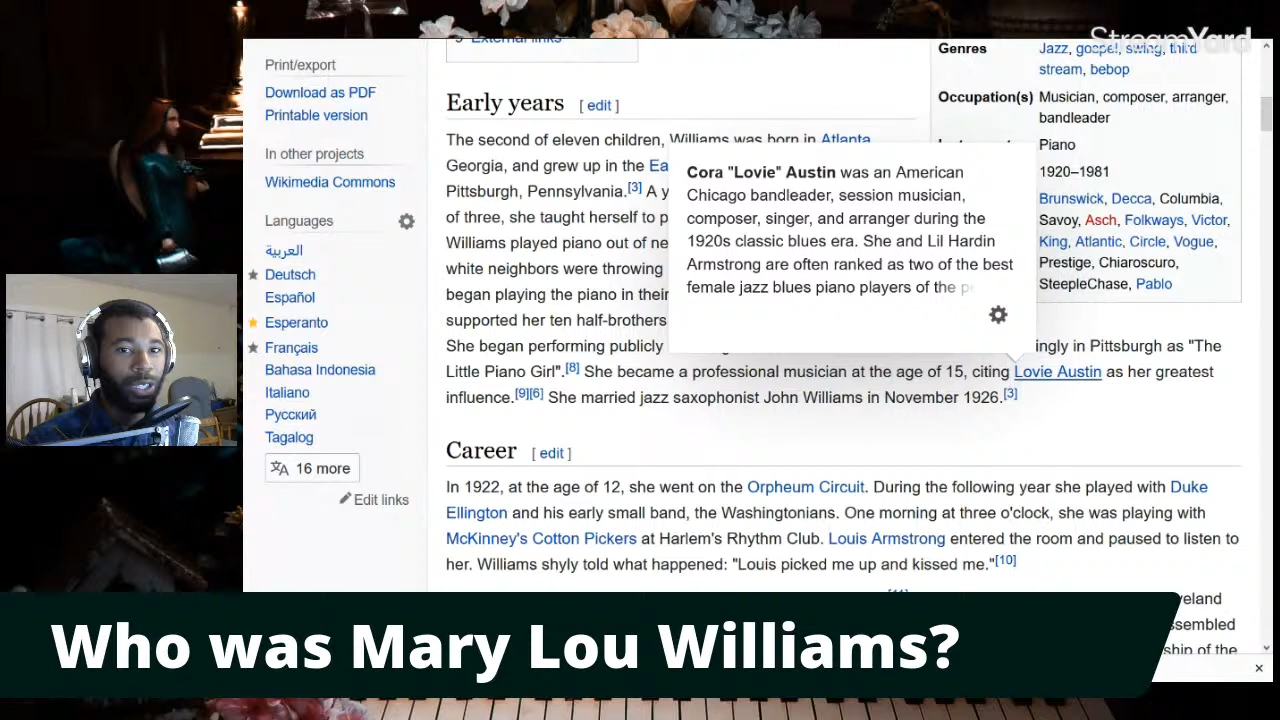 StreamYard
External links
Print/export
Download as PDF
Printable version
In other projects
Wikimedia Commons
Languages
العربية
Deutsch
Español
Esperanto
Français
Bahasa Indonesia
Italiano
Русский
Tagalog
16 more
Edit links
Early years [ edit ]
The second of eleven children, Williams was born in Atlanta
Georgia, and grew up in the Ea
Pittsburgh, Pennsylvania.[3] A y
of three, she taught herself to p
Williams played piano out of ne
white neighbors were throwing
began playing the piano in their
supported her ten half-brothers
She began performing publicly
ingly in Pittsburgh as "The
Little Piano Girl".[8] She became a professional musician at the age of 15, citing Lovie Austin as her greatest
influence.[9][6] She married jazz saxophonist John Williams in November 1926.[3]
Cora "Lovie" Austin was an American
Chicago bandleader, session musician,
composer, singer, and arranger during the
1920s classic blues era. She and Lil Hardin
Armstrong are often ranked as two of the best
female jazz blues piano players of the
Genres Jazz, gospel, swing, third
stream, bebop
Occupation(s) Musician, composer, arranger,
bandleader
Piano
1920–1981
Brunswick, Decca, Columbia,
Savoy, Asch, Folkways, Victor,
King, Atlantic, Circle, Vogue,
Prestige, Chiaroscuro,
SteepleChase, Pablo
Career [ edit ]
In 1922, at the age of 12, she went on the Orpheum Circuit. During the following year she played with Duke
Ellington and his early small band, the Washingtonians. One morning at three o'clock, she was playing with
McKinney's Cotton Pickers at Harlem's Rhythm Club. Louis Armstrong entered the room and paused to listen to
her. Williams shyly told what happened: "Louis picked me up and kissed me."[10]
[11]
veland
ssembled
ship of the
Who was Mary Lou Williams?